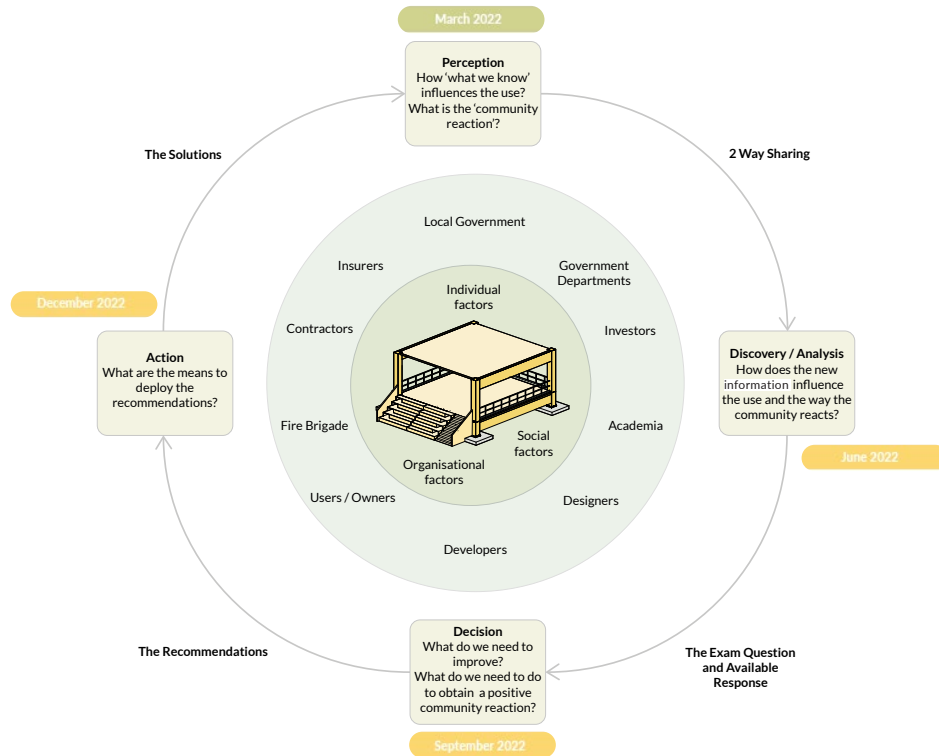 March 2022
Perception
How ‘what we know’
influences the use?
What is the ‘community
reaction’?
The Solutions
2 Way Sharing
Local Government
Insurers
Government
Departments
Individual
factors
December 2022
Contractors
Investors
Action
What are the means to
deploy the
recommendations?
Discovery / Analysis
How does the new
information influence
the use and the way the
community reacts?
Fire Brigade
Academia
Social
factors
June 2022
Organisational
factors
Users / Owners
Designers
Developers
Decision
What do we need to
improve?
What do we need to do
to obtain a positive
community reaction?
The Recommendations
The Exam Question
and Available
Response
September 2022